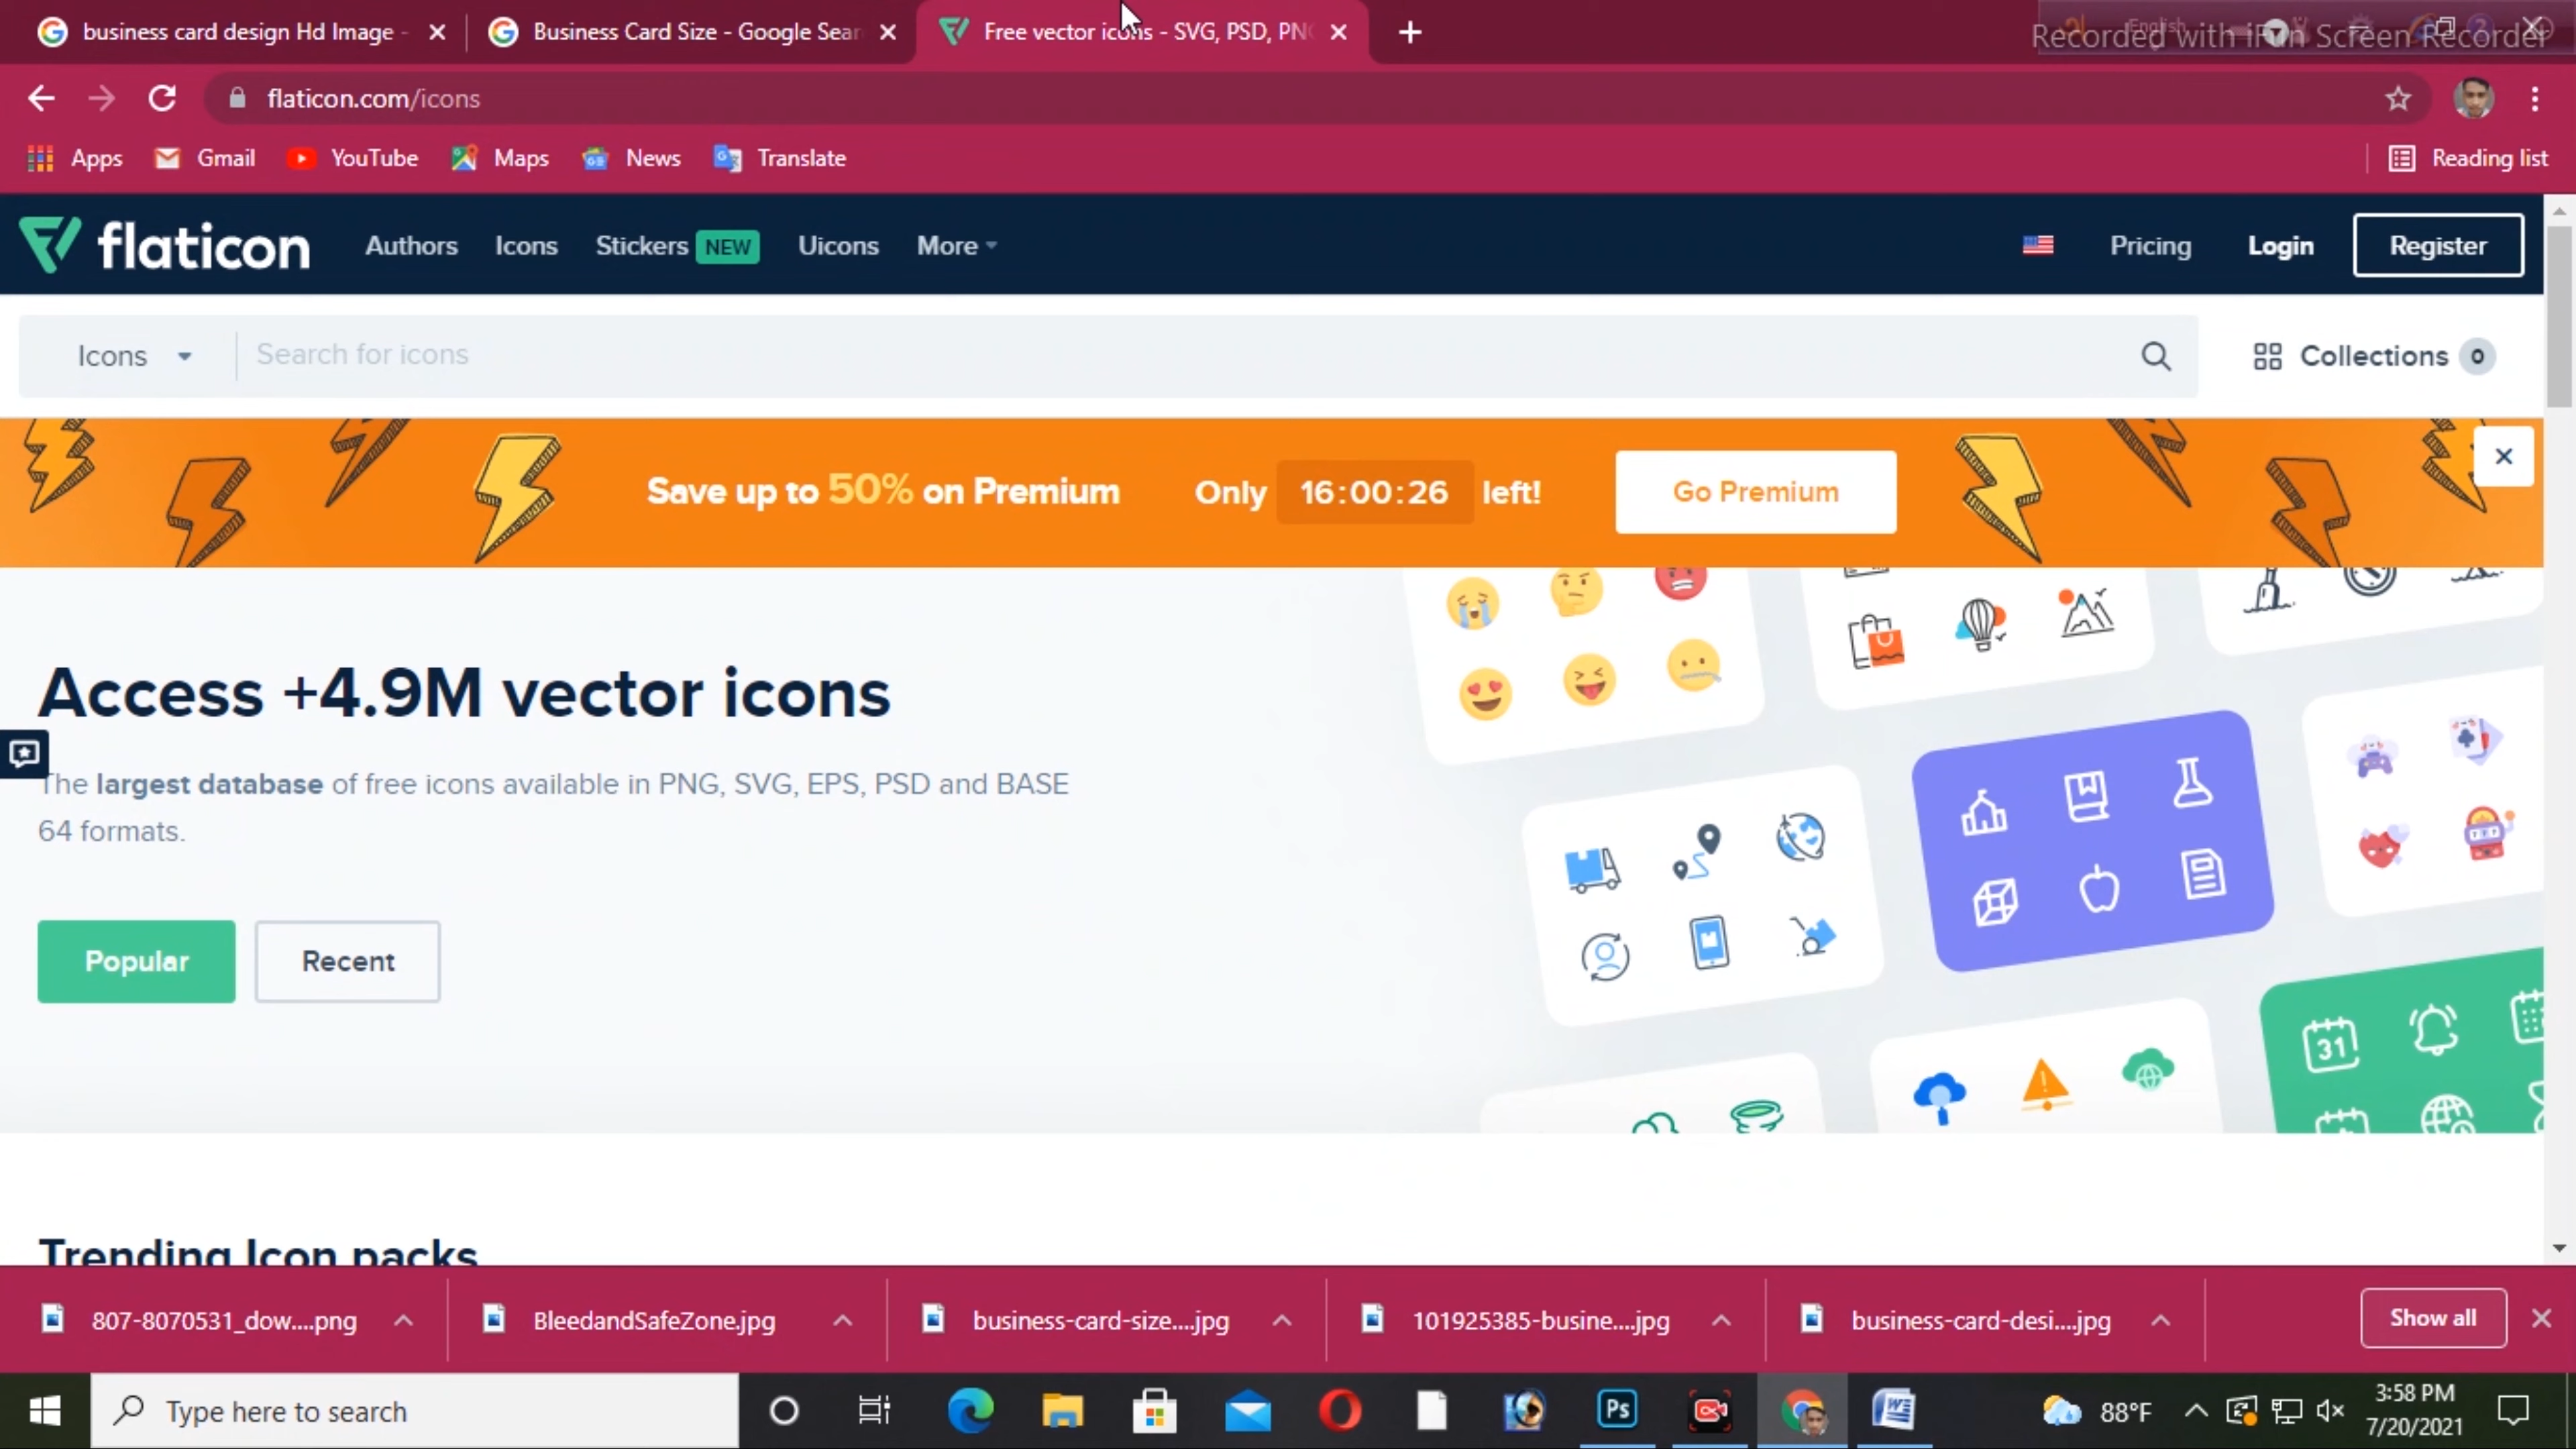 business card design Hd Image -
Business Card Size - Google Sear
Free vector icons - SVG, PSD, PN
Recorded with iFun Screen Recorder
flaticon.com/icons
Apps
Gmail
YouTube
Maps
News
Translate
Reading list
flaticon
Authors
Icons
Stickers NEW
Uicons
More
Pricing
Login
Register
Icons
Search for icons
Collections 0
Save up to 50% on Premium
Only 16:00:26 left!
Go Premium
Access +4.9M vector icons
The largest database of free icons available in PNG, SVG, EPS, PSD and BASE
64 formats.
Popular
Recent
31
Trending Icon packs
807-8070531_dow....png
BleedandSafeZone.jpg
business-card-size....jpg
101925385-busine....jpg
business-card-desi....jpg
Show all
Type here to search
Ps
88°F
3:58 PM
7/20/2021